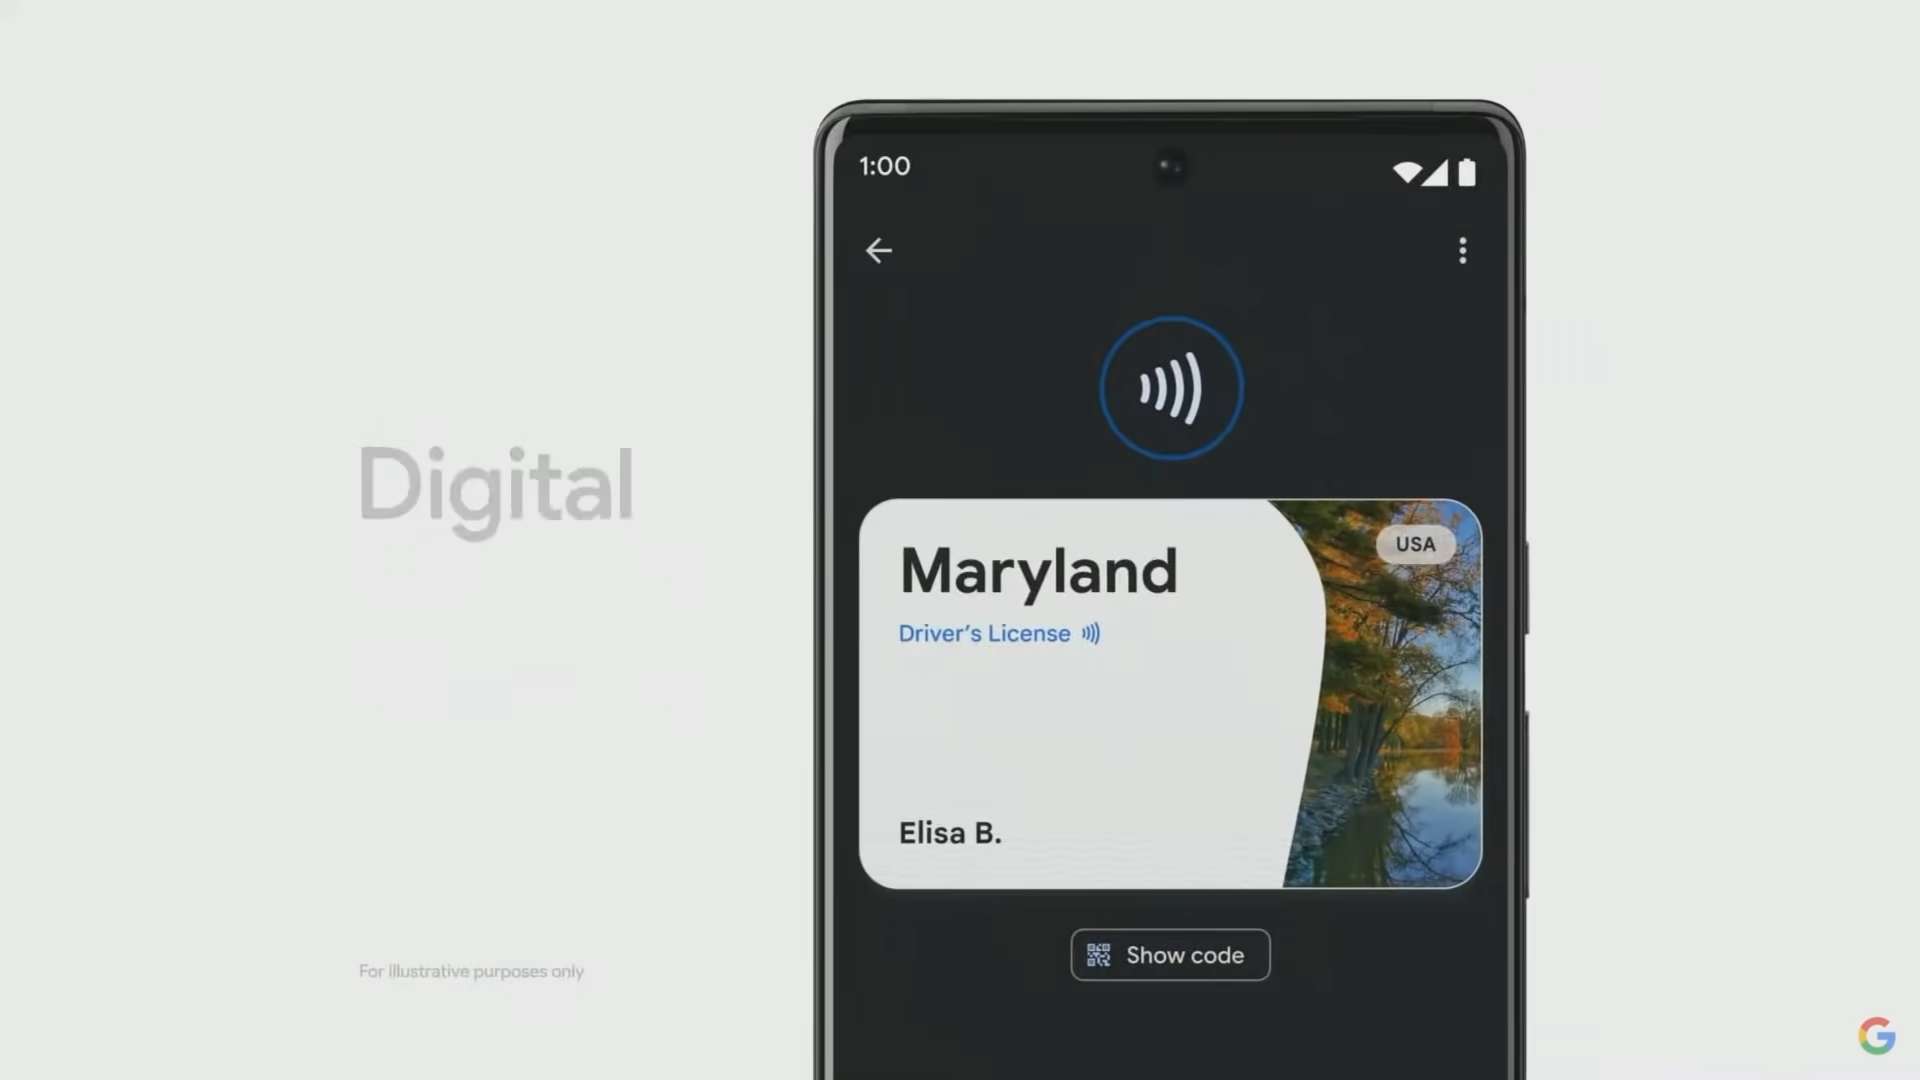 1:00
Digital
Maryland
USA
Driver's License
Elisa B.
Show code
For illustrative purposes only
G